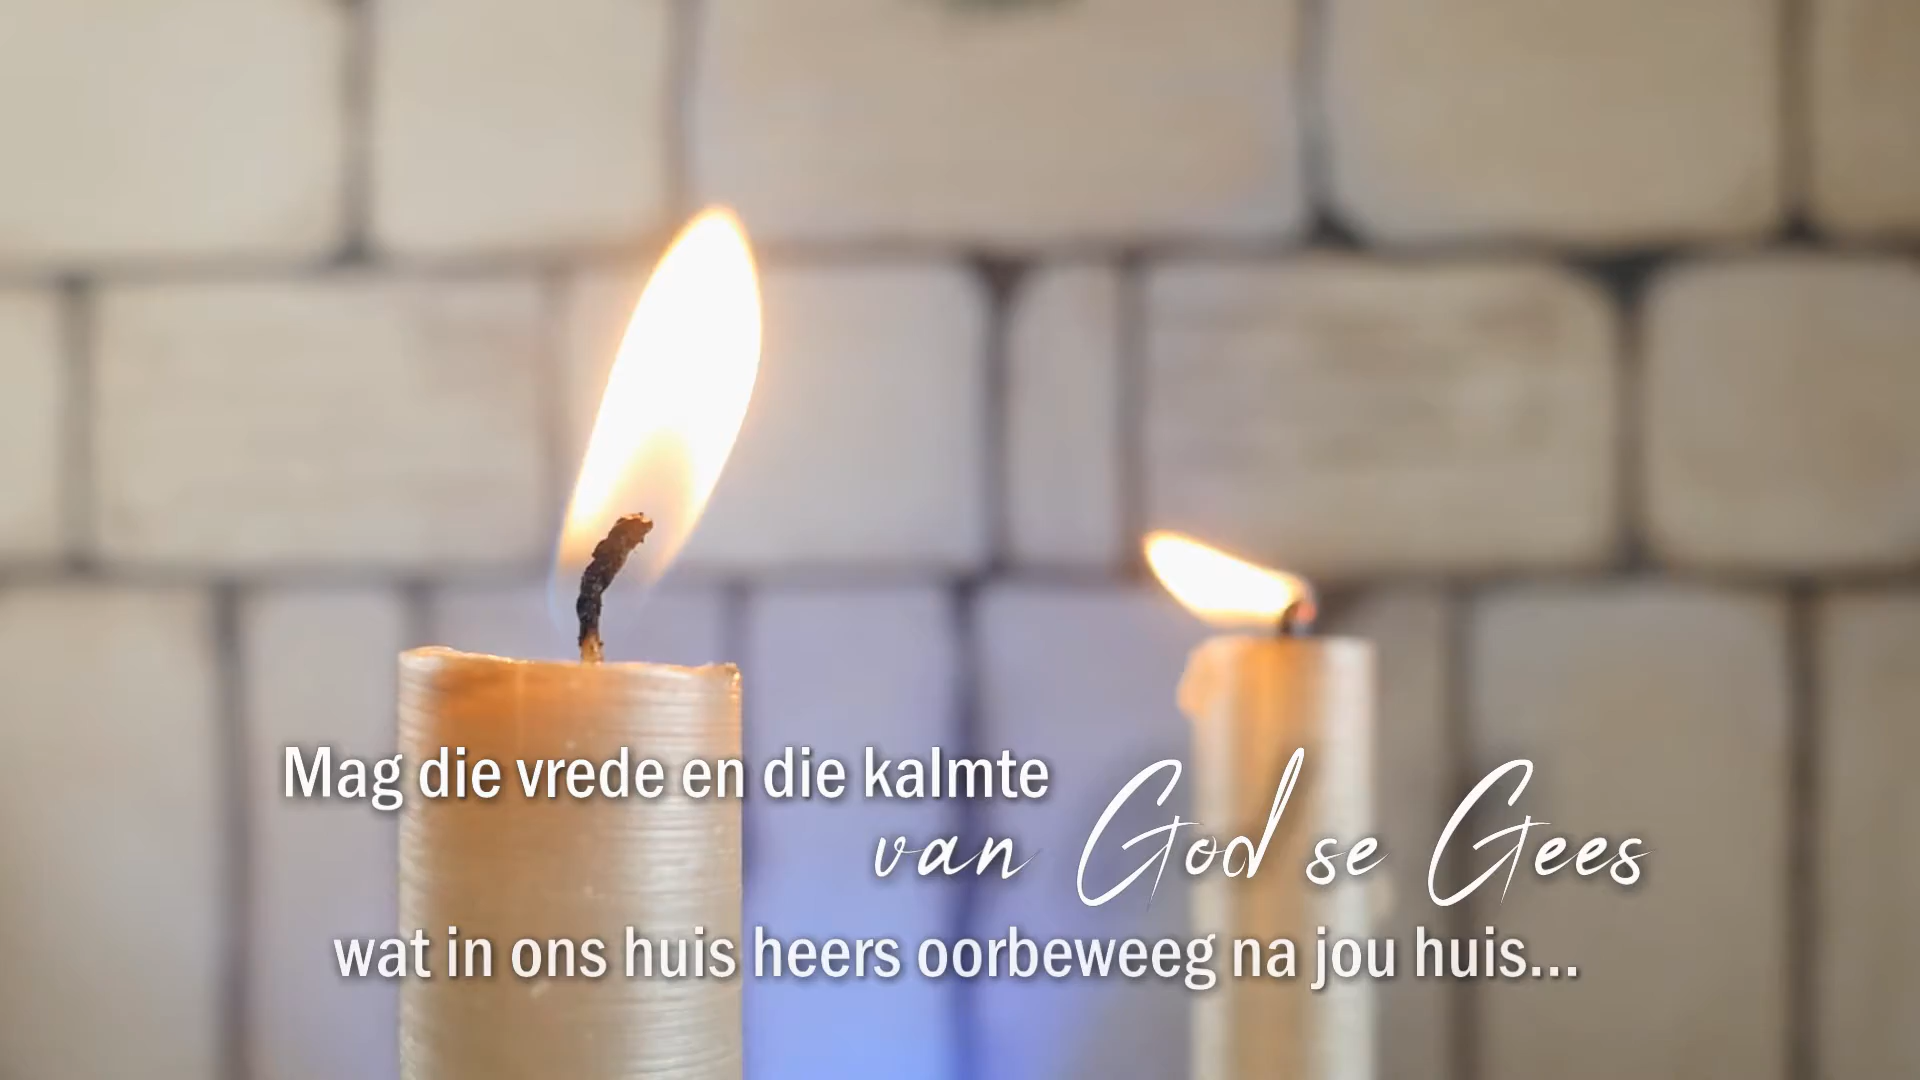 Mag die vrede en die kalmte
van God se Gees
wat in ons huis heers oorbeweeg na jou huis...